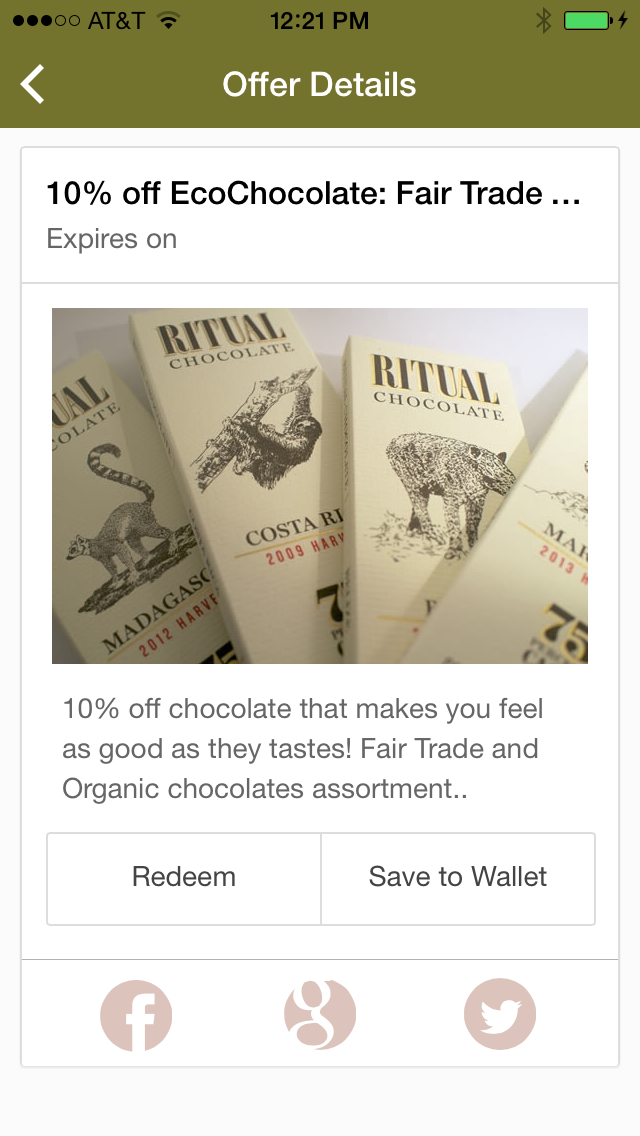 AT&T 12:21 PM
Offer Details
10% off EcoChocolate: Fair Trade ...
Expires on
RITUAL
CHOCOLATE
COSTA RI
2009 HARV
RITUAL
CHOCOLATE
UAL
OLATE
MADAGASC
2012 HARVE
75
MAR
2013 H
75
10% off chocolate that makes you feel
as good as they tastes! Fair Trade and
Organic chocolates assortment..
Redeem
Save to Wallet